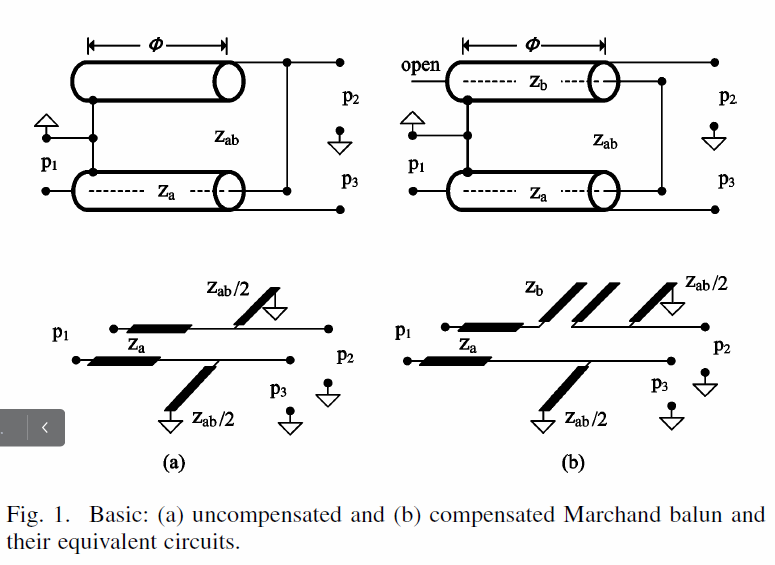 Φ
Φ
open
Zb
p2
p2
Zab
Zab
p1
p1
Za
p3
Za
p3
Zab/2
Zb
Zab/2
p1
Za
p2
p1
Za
p2
p3
Zab/2
p3
Zab/2
(a)
(b)
Fig. 1. Basic: (a) uncompensated and (b) compensated Marchand balun and
their equivalent circuits.